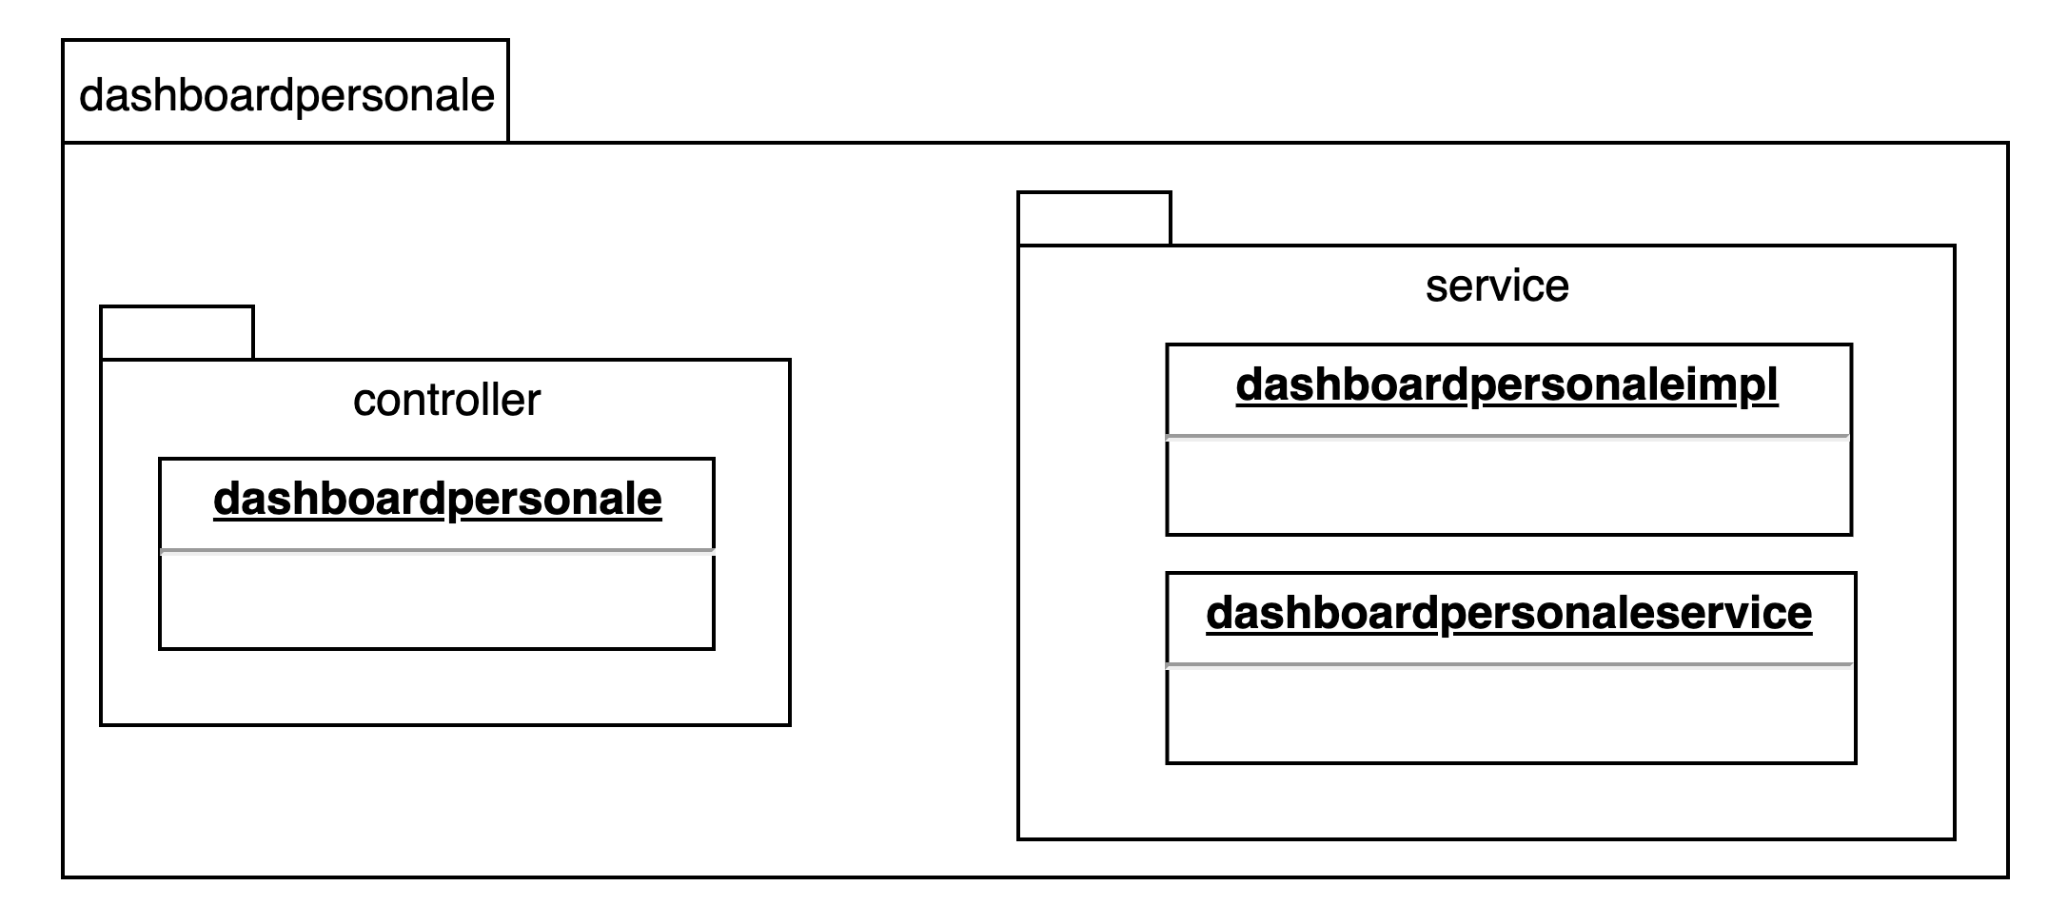 dashboardpersonale
controller
dashboardpersonale
service
dashboardpersonaleimpl
dashboardpersonaleservice